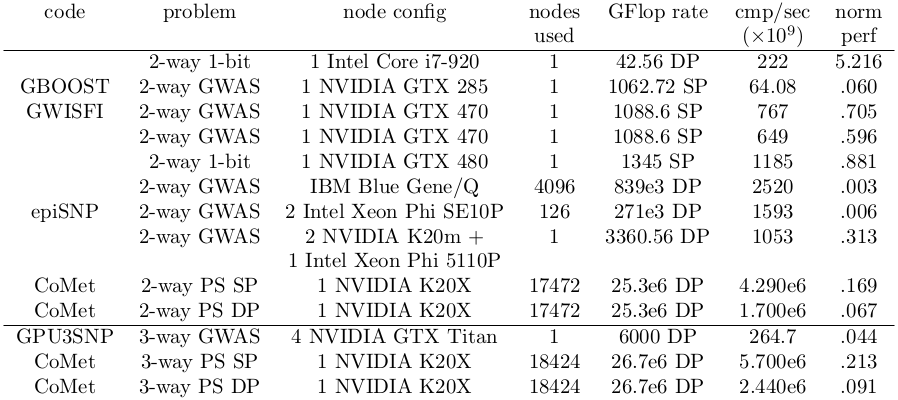 code problem node config nodes GFlop rate cmp/sec norm
used (×10⁹) perf
2-way 1-bit 1 Intel Core i7-920 1 42.56 DP 222 5.216
GBOOST 2-way GWAS 1 NVIDIA GTX 285 1 1062.72 SP 64.08 .060
GWISFI 2-way GWAS 1 NVIDIA GTX 470 1 1088.6 SP 767 .705
2-way GWAS 1 NVIDIA GTX 470 1 1088.6 SP 649 .596
2-way 1-bit 1 NVIDIA GTX 480 1 1345 SP 1185 .881
2-way GWAS IBM Blue Gene/Q 4096 839e3 DP 2520 .003
epiSNP 2-way GWAS 2 Intel Xeon Phi SE10P 126 271e3 DP 1593 .006
2-way GWAS 2 NVIDIA K20m + 1 3360.56 DP 1053 .313
1 Intel Xeon Phi 5110P
CoMet 2-way PS SP 1 NVIDIA K20X 17472 25.3e6 DP 4.290e6 .169
CoMet 2-way PS DP 1 NVIDIA K20X 17472 25.3e6 DP 1.700e6 .067
GPU3SNP 3-way GWAS 4 NVIDIA GTX Titan 1 6000 DP 264.7 .044
CoMet 3-way PS SP 1 NVIDIA K20X 18424 26.7e6 DP 5.700e6 .213
CoMet 3-way PS DP 1 NVIDIA K20X 18424 26.7e6 DP 2.440e6 .091